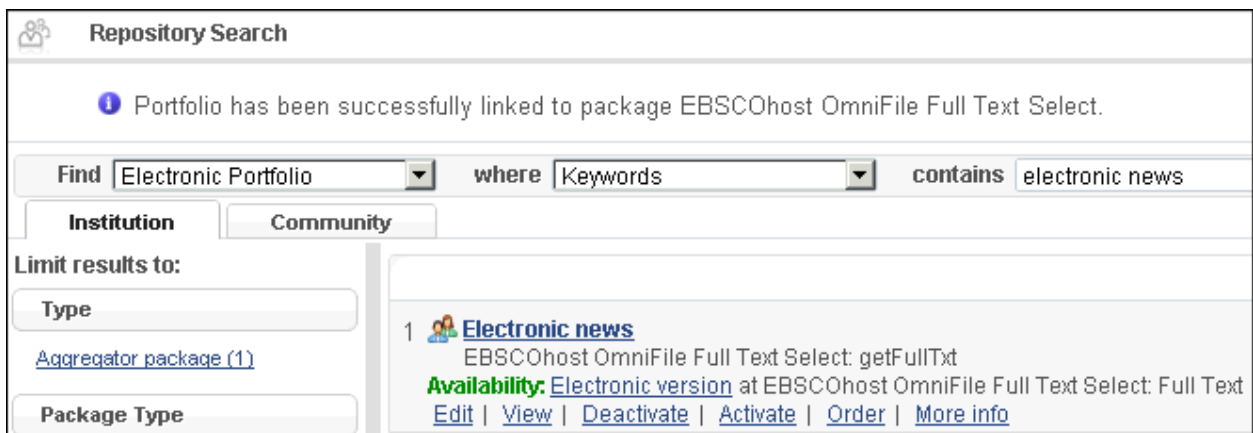 Repository Search
Portfolio has been successfully linked to package EBSCOhost OmniFile Full Text Select.
Find Electronic Portfolio where Keywords contains electronic news
Institution Community
Limit results to:
Type
Aggregator package (1)
Package Type
1 Electronic news
EBSCOhost OmniFile Full Text Select: getFullTxt
Availability: Electronic version at EBSCOhost OmniFile Full Text Select: Full Text
Edit | View | Deactivate | Activate | Order | More info